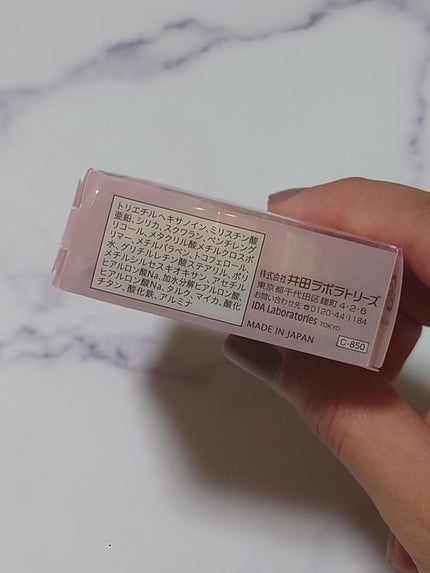 トリエチルヘキサノイン、ミリスチン酸
亜鉛、シリカ、スクワラン、ペンチレング
リコール、メタクリル酸メチルクロスポ
リマー、メチルパラベン、トコフェロール、
水、グリチルレチン酸ステアリル、ポリ
メチルシルセスキオキサン、アセチル
ヒアルロン酸Na、加水分解ヒアルロン酸、
ヒアルロン酸Na、タルク、マイカ、酸化
チタン、酸化鉄、アルミナ
株式会社 井田ラボラトリーズ
東京都千代田区麹町4-2-6
お問い合わせ先 ☎0120-44-1184
IDA Laboratories TOKYO.
MADE IN JAPAN
C-850